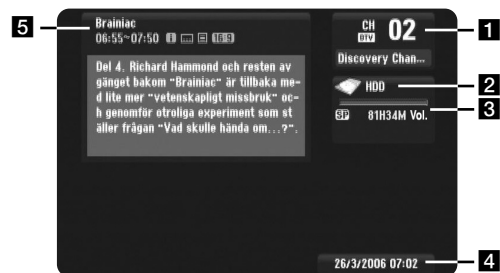 5
Brainiac
06:55~07:50 i 16:9
Del 4. Richard Hammond och resten av
gänget bakom "Brainiac" är tillbaka me-
d lite mer "vetenskapligt missbruk" oc-
h genomför otroliga experiment som st
äller frågan "Vad skulle hända om...?".
CH DTV 02
1
Discovery Chan...
HDD
2
SP 81H34M Vol.
3
26/3/2006 07:02
4